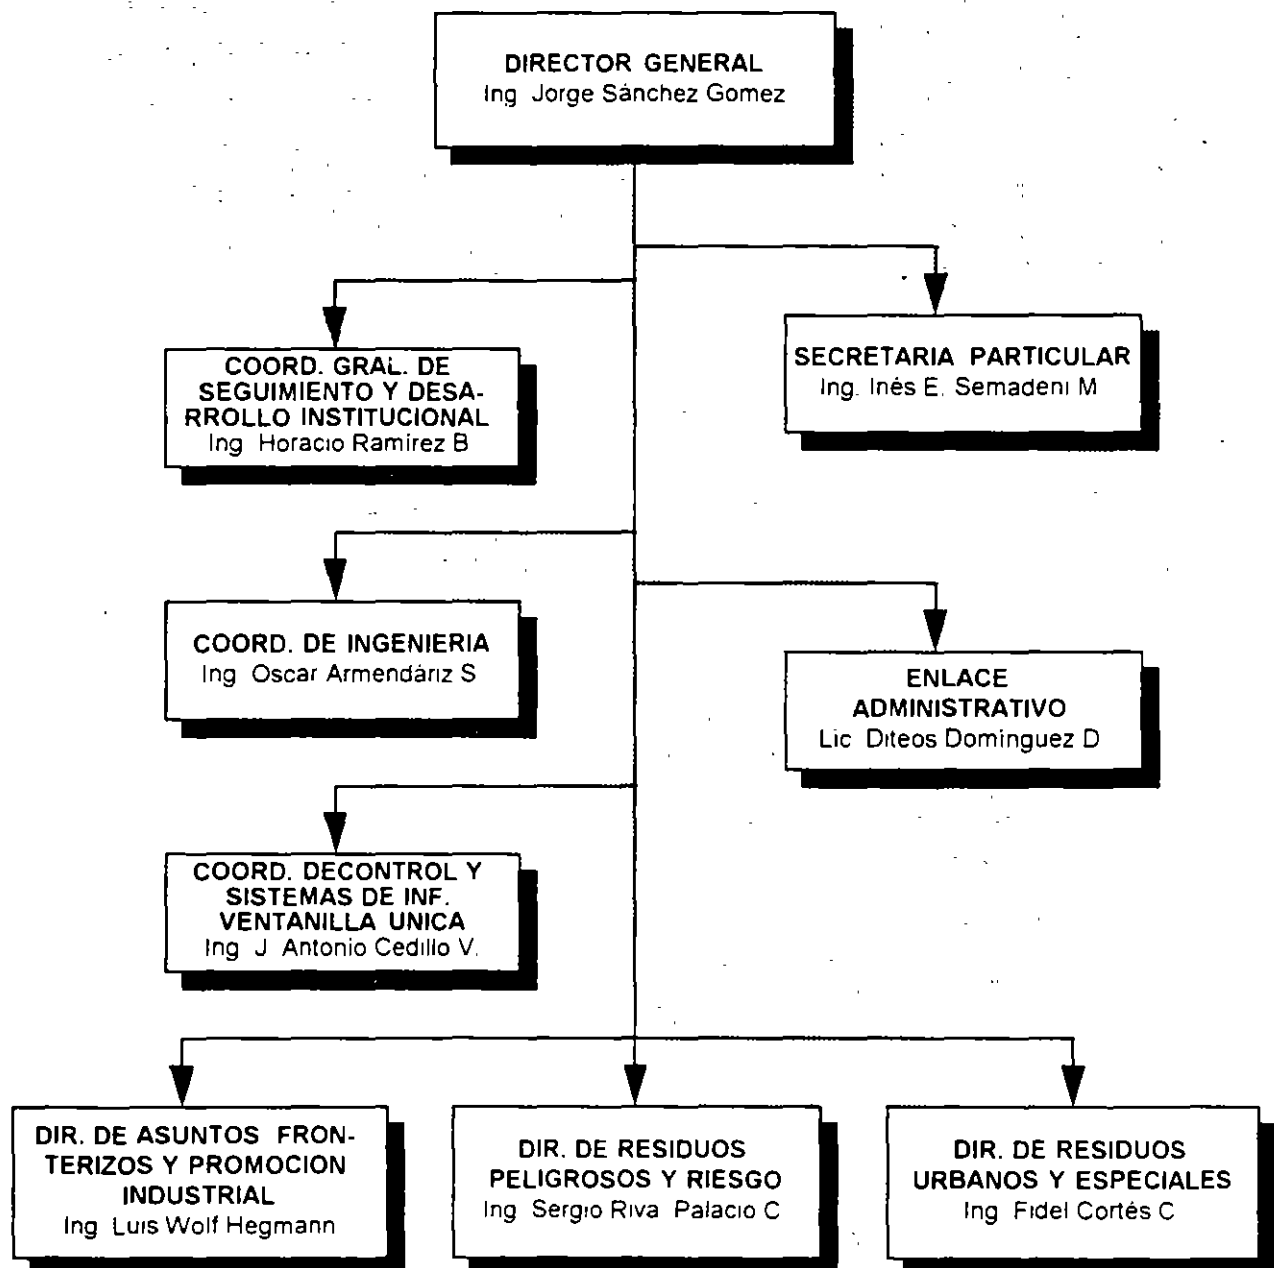 DIRECTOR GENERAL
Ing Jorge Sánchez Gomez
SECRETARIA PARTICULAR
Ing. Inés E. Semadeni M
COORD. GRAL. DE
SEGUIMIENTO Y DESA-
RROLLO INSTITUCIONAL
Ing Horacio Ramírez B
COORD. DE INGENIERIA
Ing Oscar Armendáriz S
ENLACE
ADMINISTRATIVO
Lic Diteos Domínguez D
COORD. DECONTROL Y
SISTEMAS DE INF.
VENTANILLA UNICA
Ing J Antonio Cedillo V.
DIR. DE ASUNTOS FRON-
TERIZOS Y PROMOCION
INDUSTRIAL
Ing Luis Wolf Hegmann
DIR. DE RESIDUOS
PELIGROSOS Y RIESGO
Ing Sergio Riva Palacio C
DIR. DE RESIDUOS
URBANOS Y ESPECIALES
Ing Fidel Cortés C